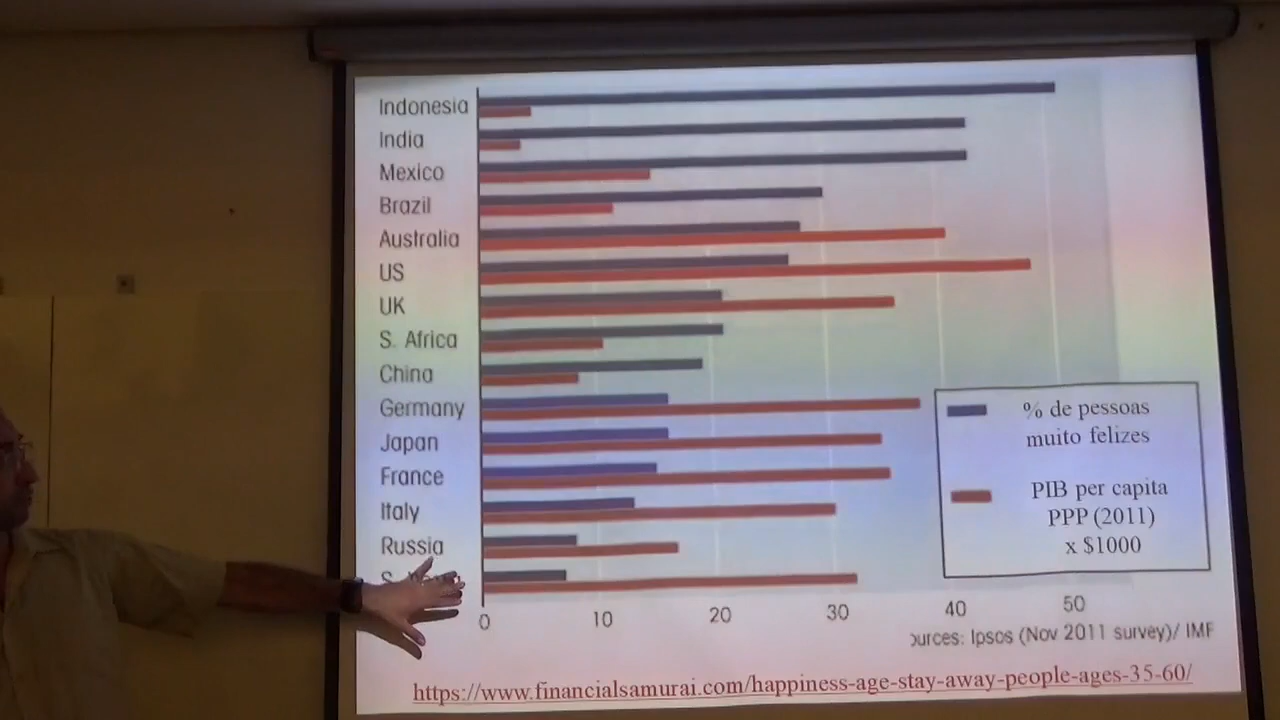 Indonesia
India
Mexico
Brazil
Australia
US
UK
S. Africa
China
Germany
Japan
France
Italy
Russia
S.
0 10 20 30 40 50
% de pessoas
muito felizes
PIB per capita
PPP (2011)
x $1000
ources: Ipsos (Nov 2011 survey)/ IMF
https://www.financialsamurai.com/happiness-age-stay-away-people-ages-35-60/